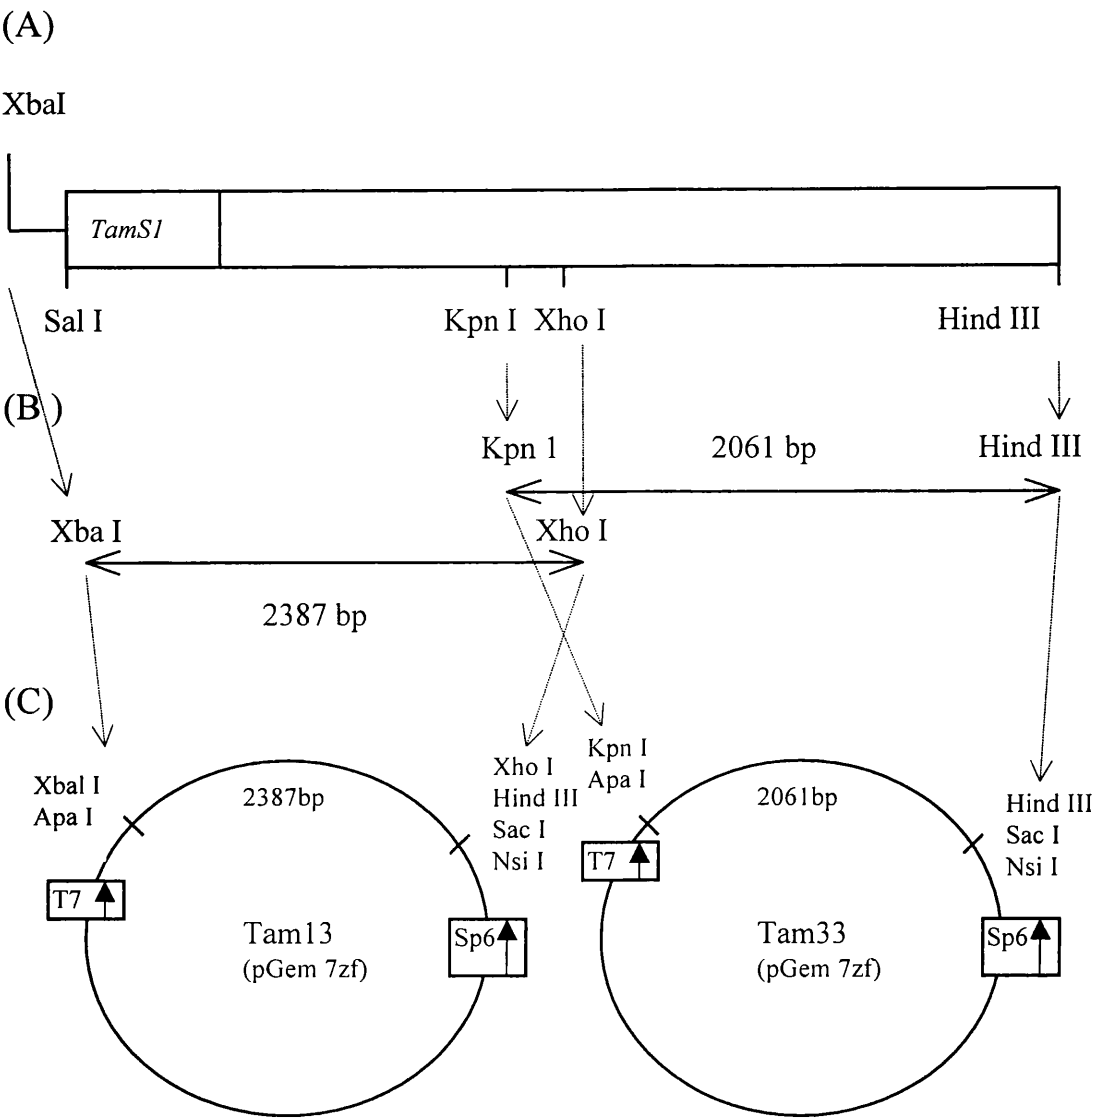 (A)
XbaI
TamS1
Sal I
Kpn I
Xho I
Hind III
(B )
Kpn 1
2061 bp
Hind III
Xba I
Xho I
2387 bp
(C)
Xbal I
Apa I
2387bp
Xho I
Hind III
Sac I
Nsi I
T7
Sp6
Tam13
(pGem 7zf)
Kpn I
Apa I
2061bp
Hind III
Sac I
Nsi I
T7
Sp6
Tam33
(pGem 7zf)